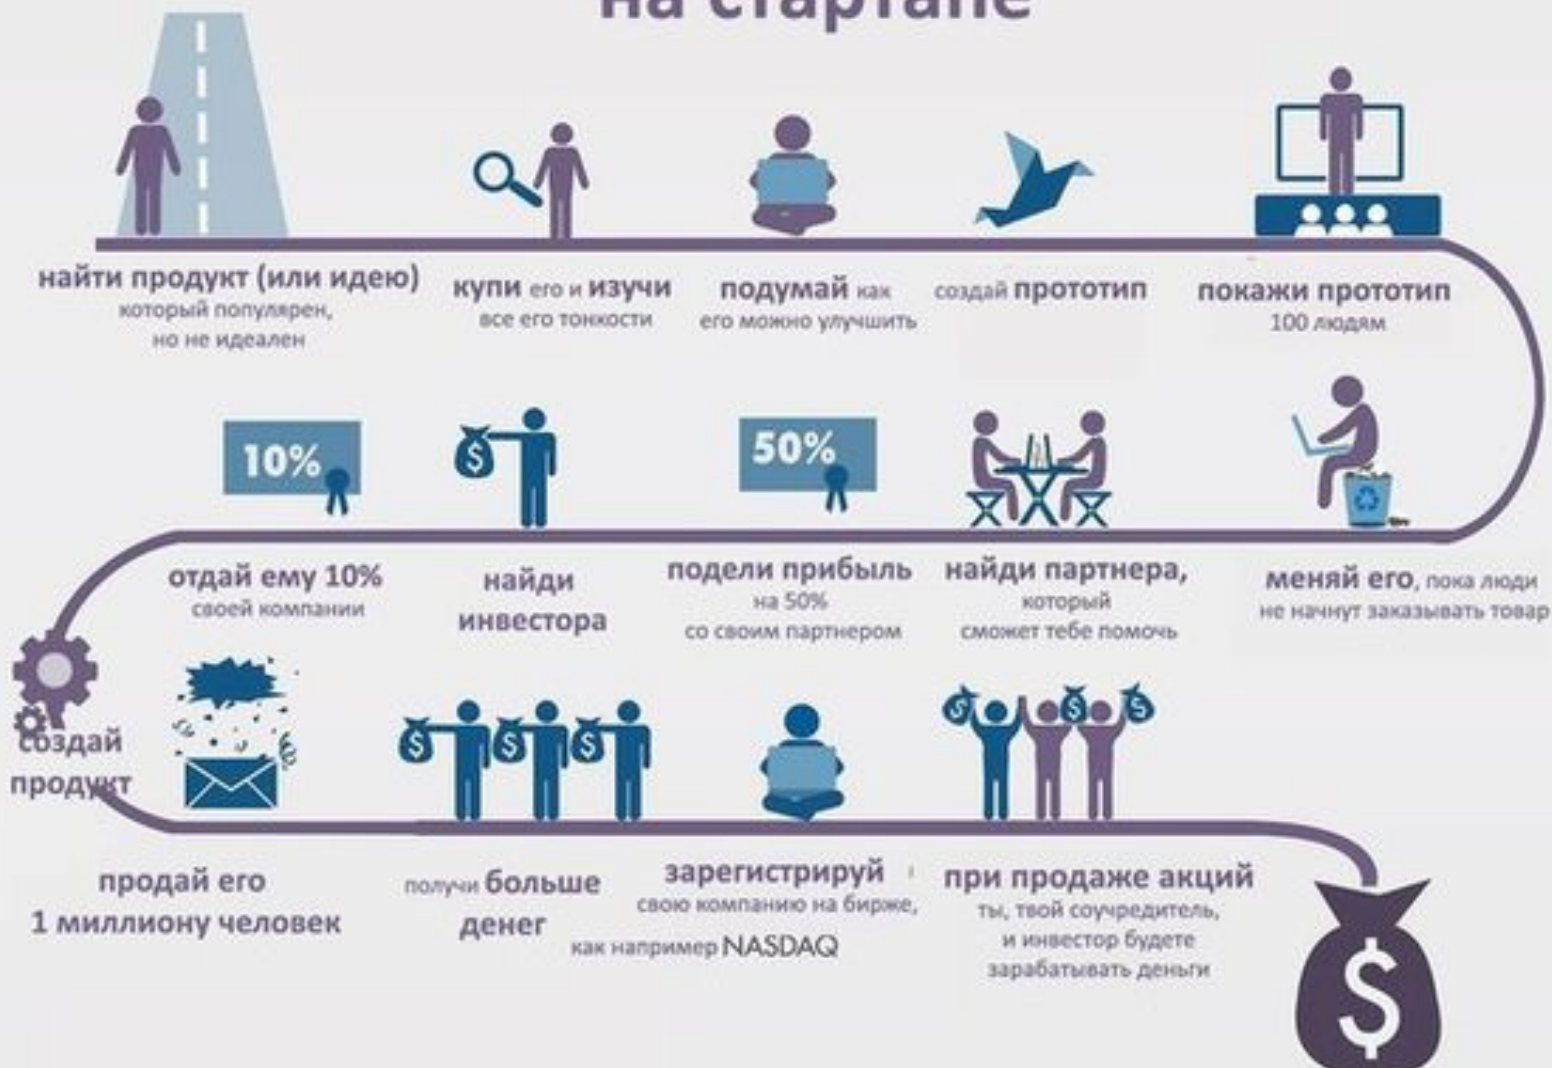 на стартапе
найти продукт (или идею)
который популярен,
но не идеален
купи его и изучи
все его тонкости
подумай как
его можно улучшить
создай прототип
покажи прототип
100 людям
меняй его, пока люди
не начнут заказывать товар
найди партнера,
который
сможет тебе помочь
50%
подели прибыль
на 50%
со своим партнером
$
найди
инвестора
10%
отдай ему 10%
своей компании
создай
продукт
продай его
1 миллиону человек
$ $ $
получи больше
денег
зарегистрируй
свою компанию на бирже,
как например NASDAQ
$ $ $
при продаже акций
ты, твой соучредитель,
и инвестор будете
зарабатывать деньги
$